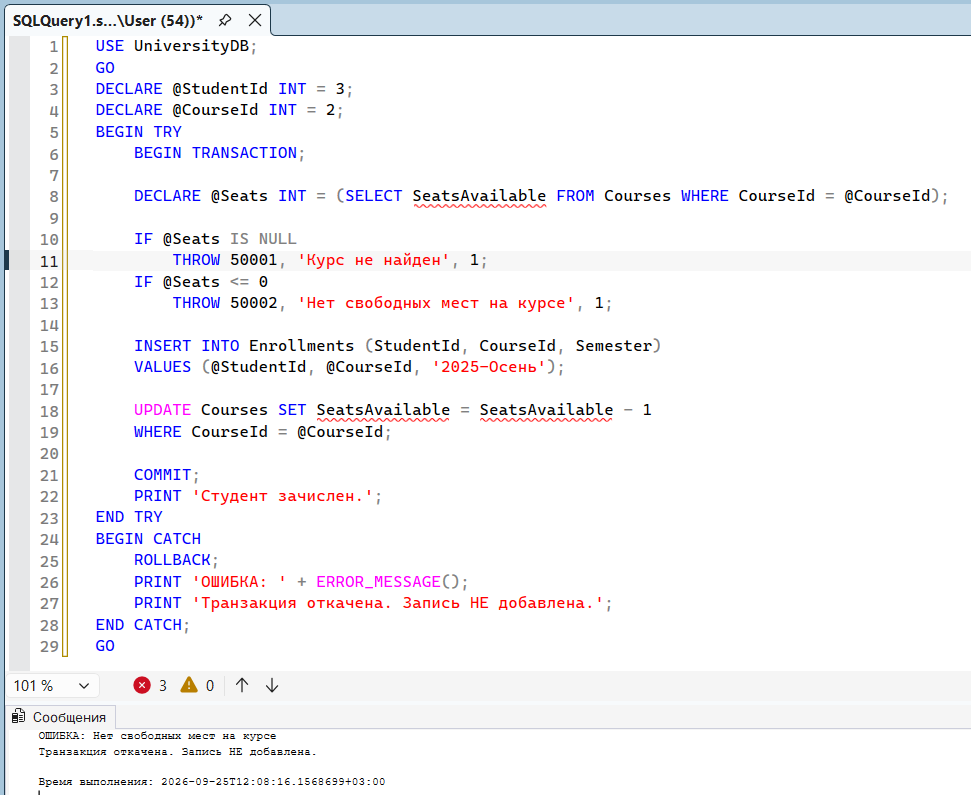 SQLQuery1.s...\User (54))*
1 USE UniversityDB;
2 GO
3 DECLARE @StudentId INT = 3;
4 DECLARE @CourseId INT = 2;
5 BEGIN TRY
6 BEGIN TRANSACTION;
7
8 DECLARE @Seats INT = (SELECT SeatsAvailable FROM Courses WHERE CourseId = @CourseId);
9
10 IF @Seats IS NULL
11 THROW 50001, 'Курс не найден', 1;
12 IF @Seats <= 0
13 THROW 50002, 'Нет свободных мест на курсе', 1;
14
15 INSERT INTO Enrollments (StudentId, CourseId, Semester)
16 VALUES (@StudentId, @CourseId, '2025-Осень');
17
18 UPDATE Courses SET SeatsAvailable = SeatsAvailable - 1
19 WHERE CourseId = @CourseId;
20
21 COMMIT;
22 PRINT 'Студент зачислен.';
23 END TRY
24 BEGIN CATCH
25 ROLLBACK;
26 PRINT 'ОШИБКА: ' + ERROR_MESSAGE();
27 PRINT 'Транзакция откачена. Запись НЕ добавлена.';
28 END CATCH;
29 GO
101 % 3 0
Сообщения
ОШИБКА: Нет свободных мест на курсе
Транзакция откачена. Запись НЕ добавлена.
Время выполнения: 2026-09-25T12:08:16.1568699+03:00